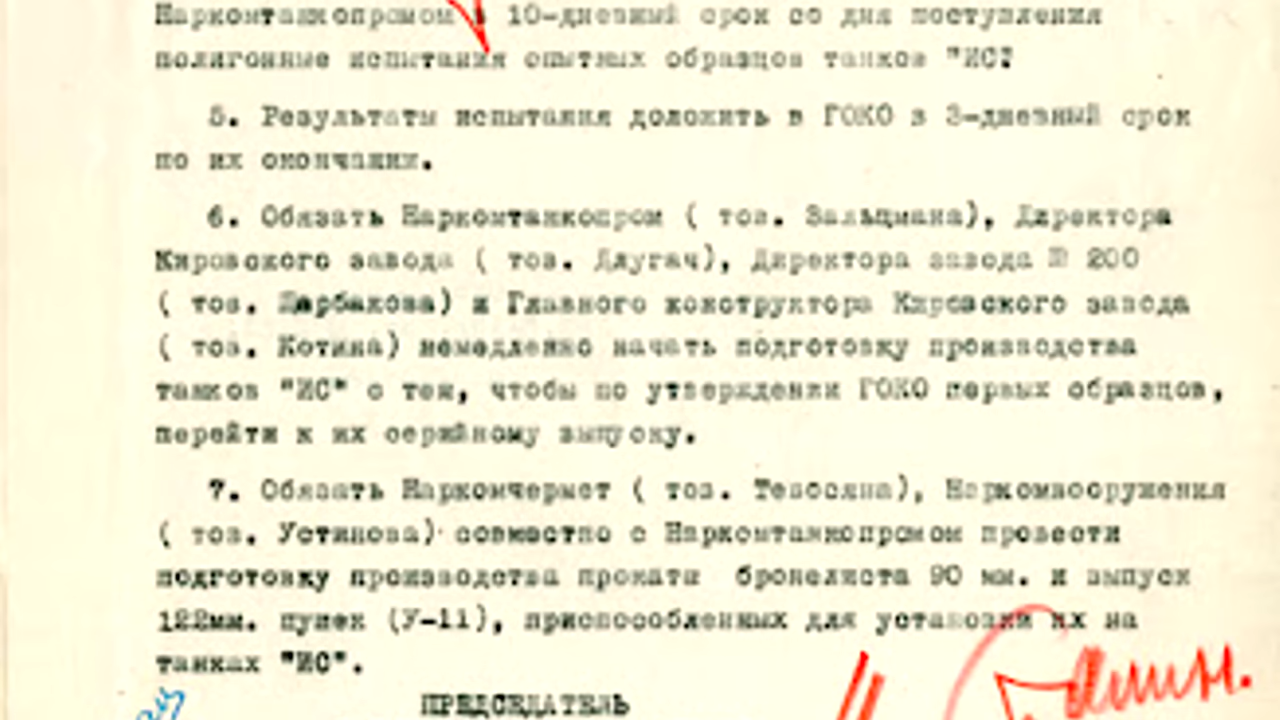 Наркомтанкопромом в 10-дневный срок со дня поступления
полигонные испытания опытных образцов танков "ИС"
5. Результаты испытания доложить в ГОКО в 3-дневный срок
по их окончании.
6. Обязать Наркомтанкопром ( тов. Зальцмана), Директора
Кировского завода ( тов. Длугач), Директора завода № 200
( тов. Щербакова) и Главного конструктора Кировского завода
( тов. Котина) немедленно начать подготовку производства
танков "ИС" с тем, чтобы по утверждении ГОКО первых образцов,
перейти к их серийному выпуску.
7. Обязать Наркомчермет ( тов. Тевосяна), Наркомвооружения
( тов. Устинова) совместно с Наркомтанкопромом провести
подготовку производства проката бронелиста 90 мм. и выпуск
122мм. пушек (У-11), приспособленных для установки их на
танках "ИС".
ПРЕДСЕДАТЕЛЬ